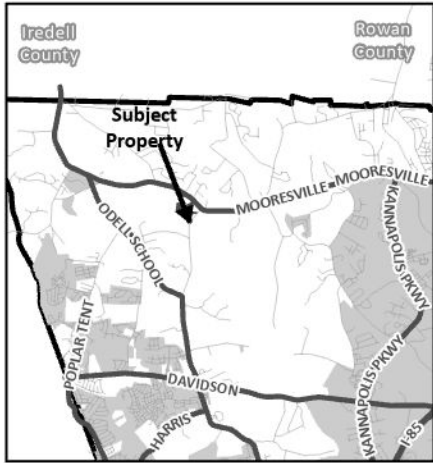 Iredell
County
Rowan
County
Subject
Property
MOORESVILLE
MOORESVILLE
ODELL SCHOOL
KANNAPOLIS PKWY
POPLAR TENT
DAVIDSON
HARRIS
KANNAPOLIS PKWY
I-85